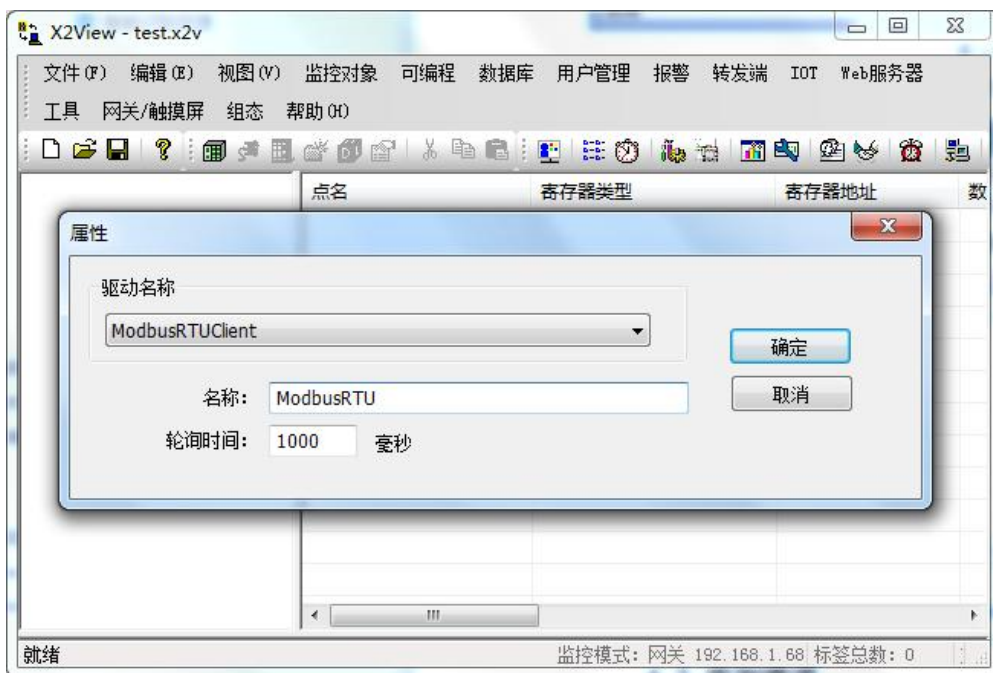 X2View - test.x2v
文件(F) 编辑(E) 视图(V) 监控对象 可编程 数据库 用户管理 报警 转发端 IOT Web服务器
工具 网关/触摸屏 组态 帮助(H)
点名 寄存器类型 寄存器地址 数
属性
驱动名称
ModbusRTUClient
确定
名称: ModbusRTU
取消
轮询时间: 1000 毫秒
就绪 监控模式: 网关 192.168.1.68 标签总数: 0